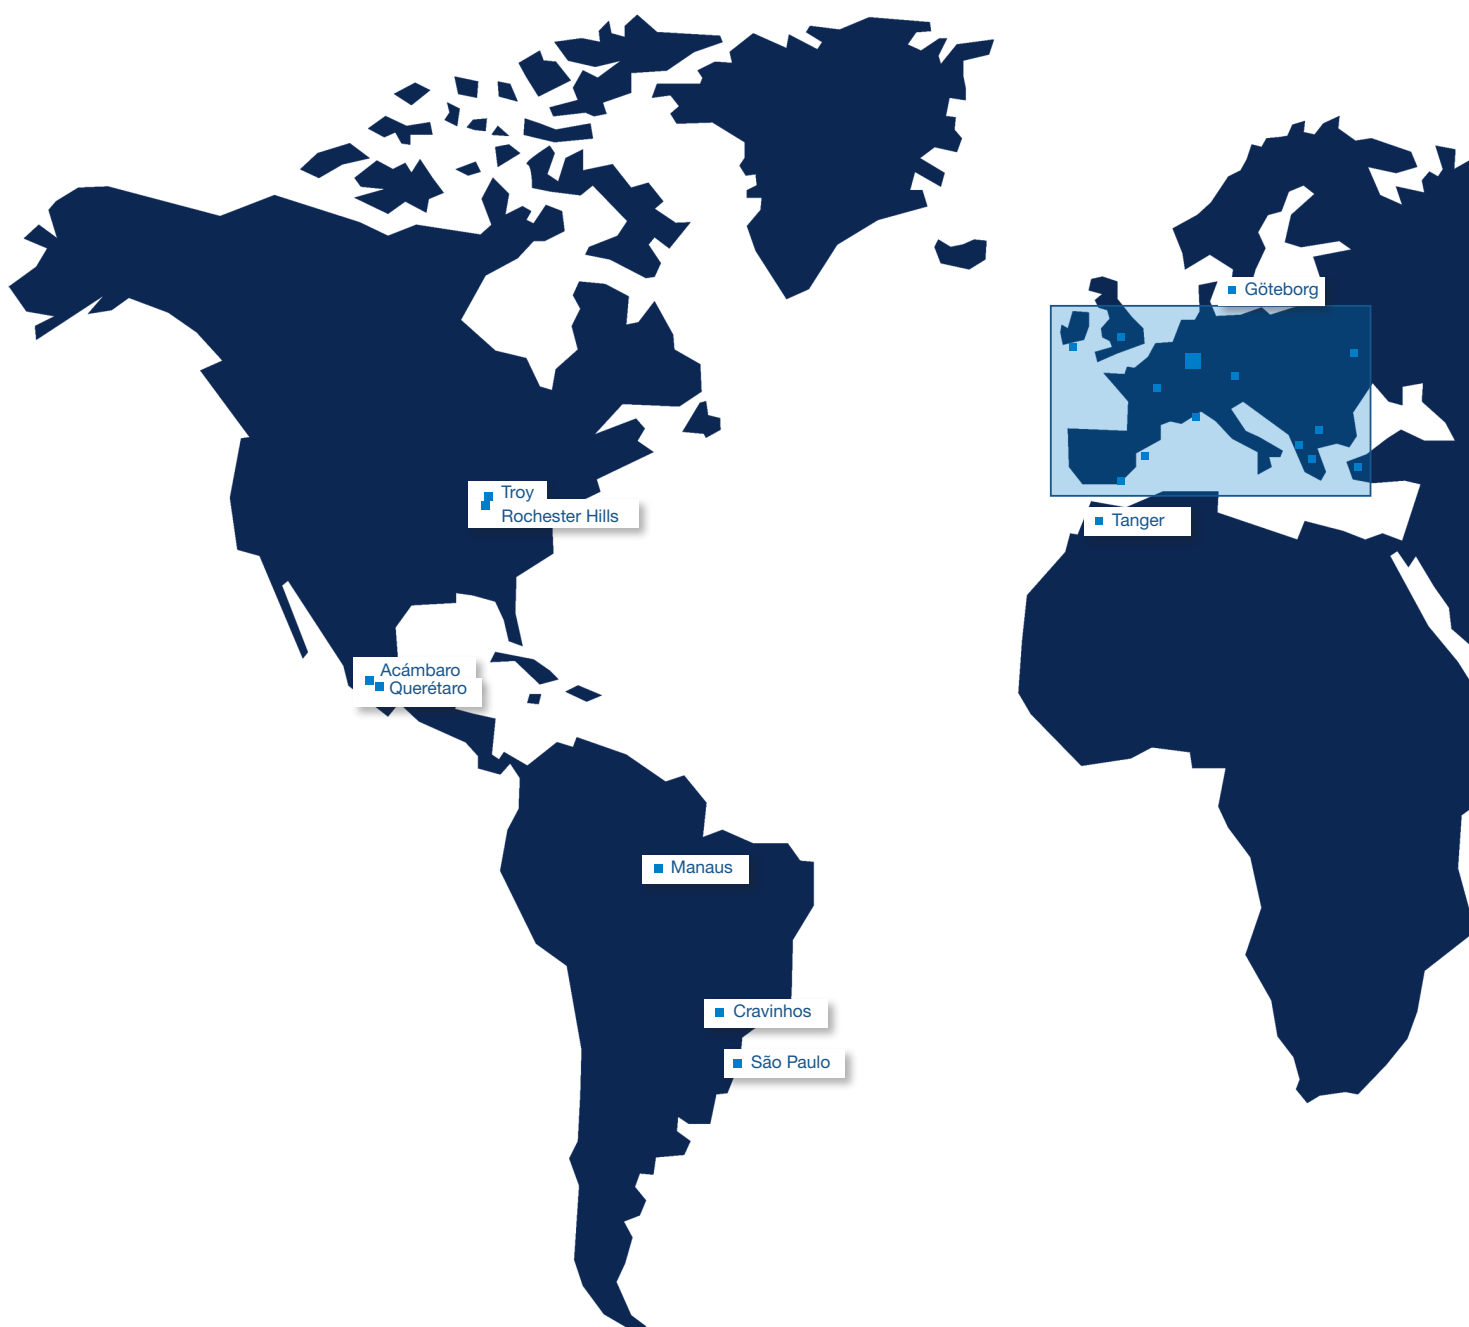 Göteborg
Troy
Rochester Hills
Tanger
Acámbaro
Querétaro
Manaus
Cravinhos
São Paulo